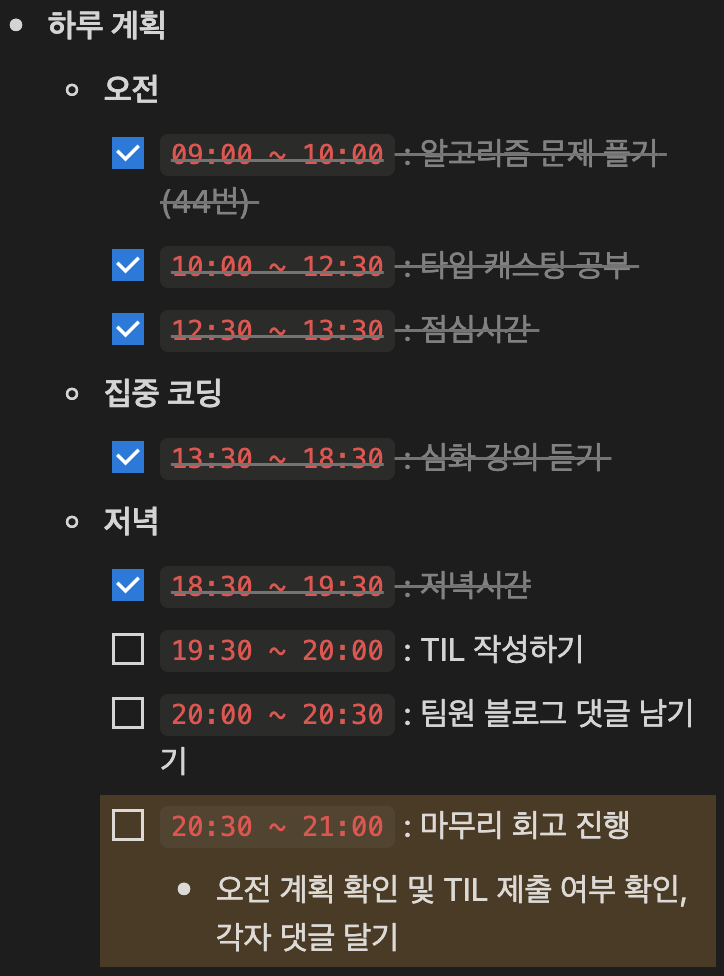 하루 계획
오전
09:00 ~ 10:00 : 알고리즘 문제 풀기
(44번)
10:00 ~ 12:30 : 타입 캐스팅 공부
12:30 ~ 13:30 : 점심시간
집중 코딩
13:30 ~ 18:30 : 심화 강의 듣기
저녁
18:30 ~ 19:30 : 저녁시간
19:30 ~ 20:00 : TIL 작성하기
20:00 ~ 20:30 : 팀원 블로그 댓글 남기
기
20:30 ~ 21:00 : 마무리 회고 진행
오전 계획 확인 및 TIL 제출 여부 확인,
각자 댓글 달기